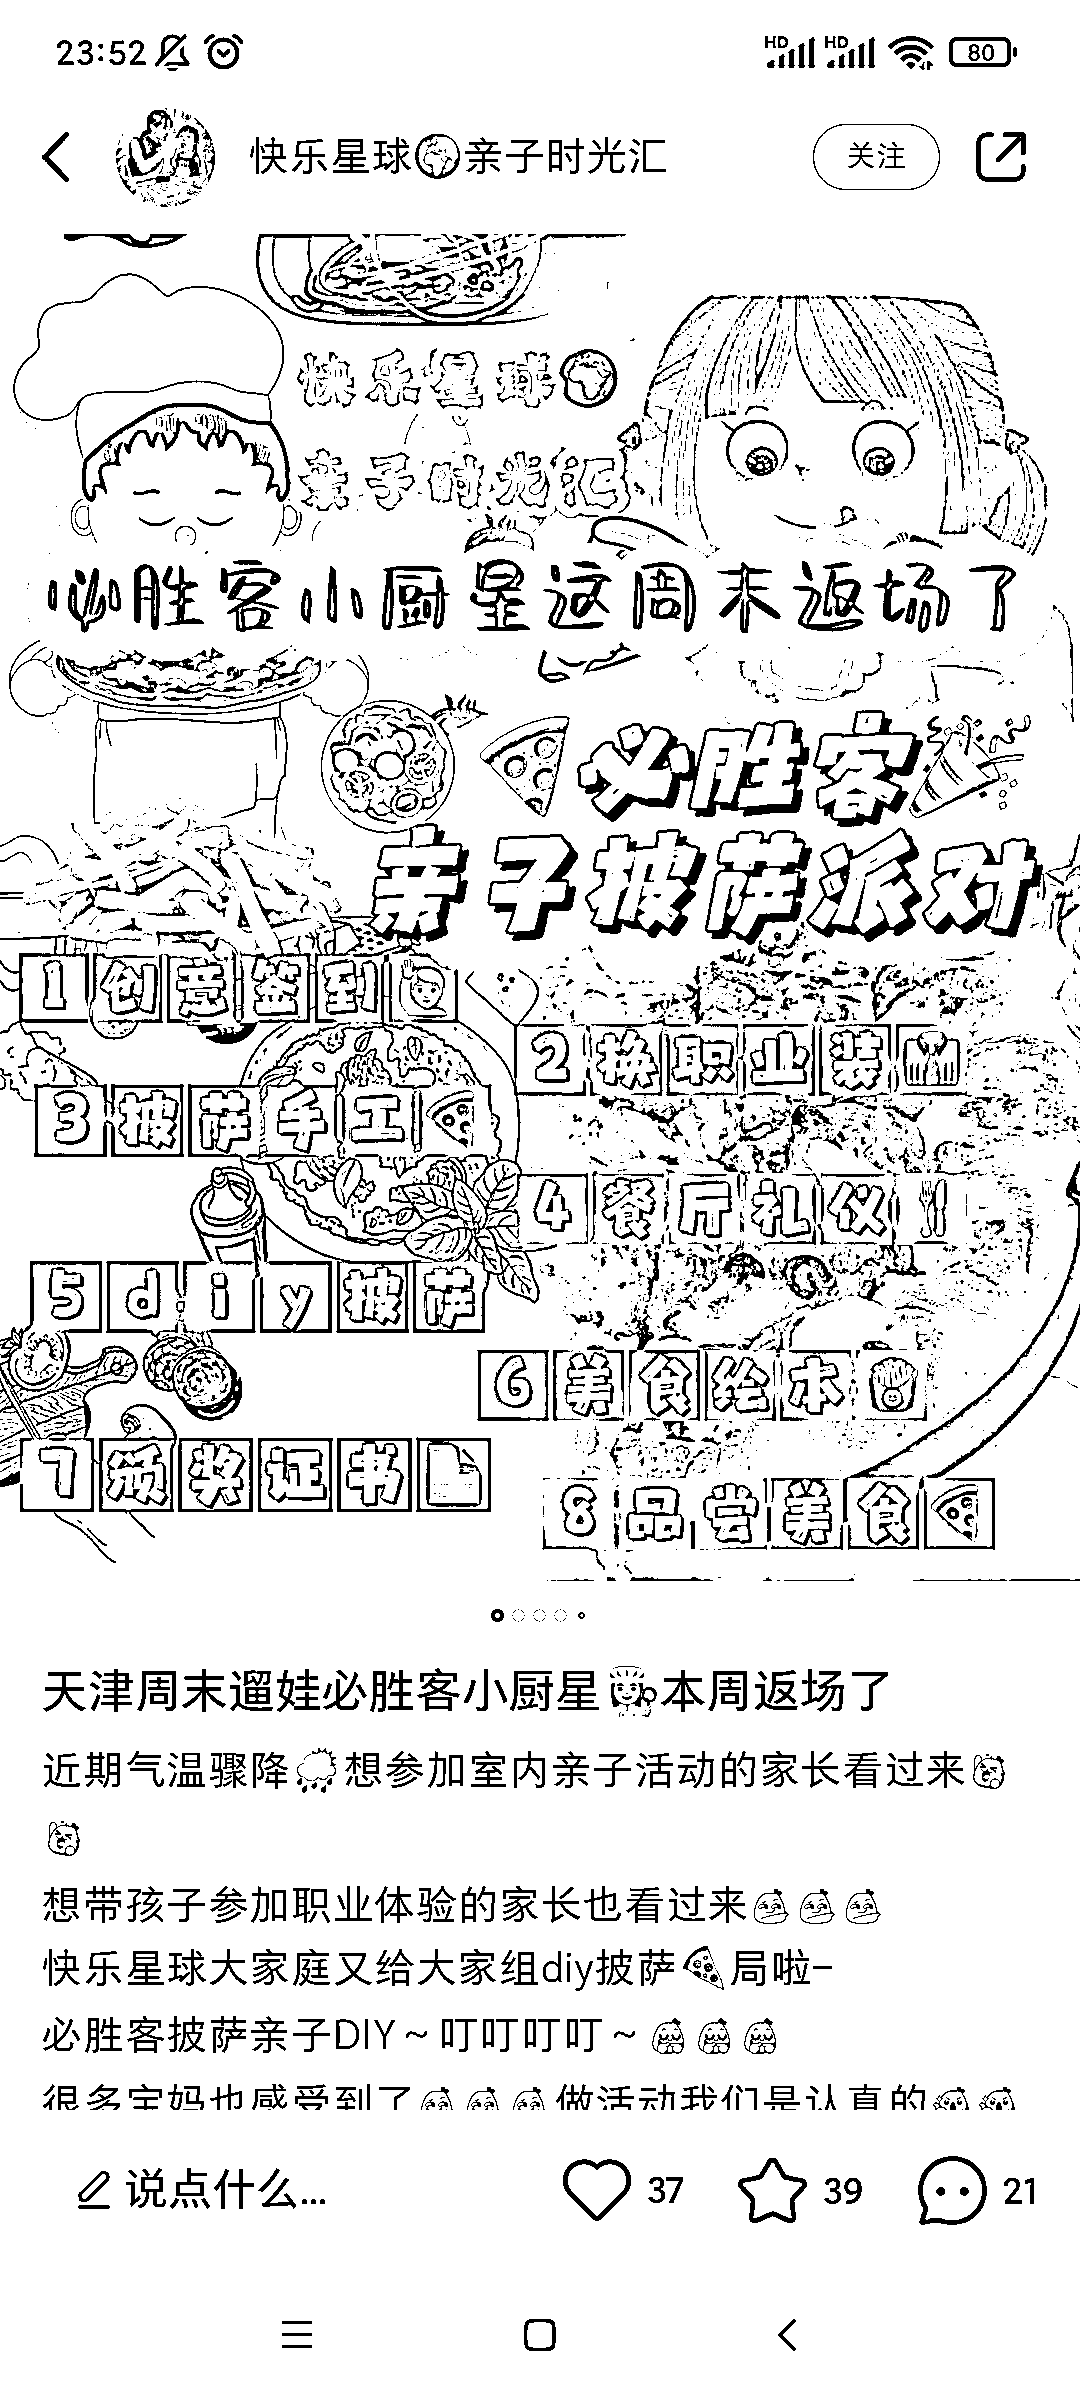 23:52 HD HD 80
快乐星球🌍亲子时光汇 关注
快乐星球🌍
亲子时光汇
必胜客小厨星这周末返场了
🍕必胜客🎉
亲子披萨派对
1创意签到🙋
2换职业装
3披萨手工🍕
4餐厅礼仪🍴
5diy披萨
6美食绘本🍟
7颁奖证书📄
8品尝美食🍕
天津周末遛娃必胜客小厨星本周返场了
近期气温骤降🌧想参加室内亲子活动的家长看过来
想带孩子参加职业体验的家长也看过来
快乐星球大家庭又给大家组diy披萨🍕局啦–
必胜客披萨亲子DIY～叮叮叮叮～
很多宝妈也感受到了做活动我们是认真的
说点什么... 37 39 21